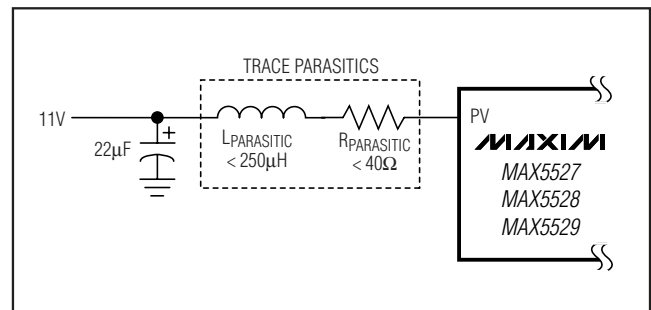 TRACE PARASITICS
11V
+
22µF
LPARASITIC
< 250µH
RPARASITIC
< 40Ω
PV
MAXIM
MAX5527
MAX5528
MAX5529